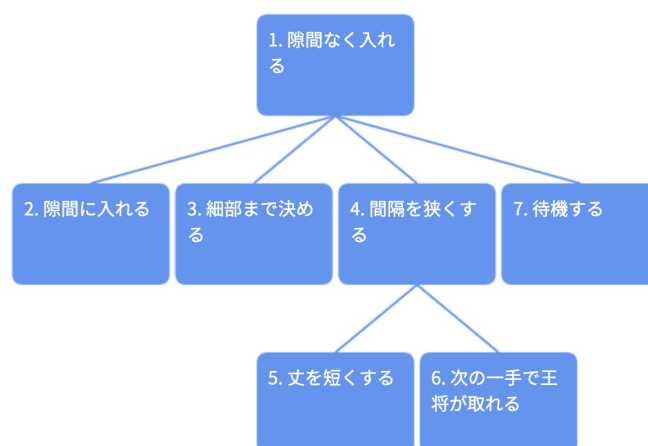 1. 隙間なく入れ
る
2. 隙間に入れる
3. 細部まで決め
る
4. 間隔を狭くす
る
7. 待機する
5. 丈を短くする
6. 次の一手で王
将が取れる